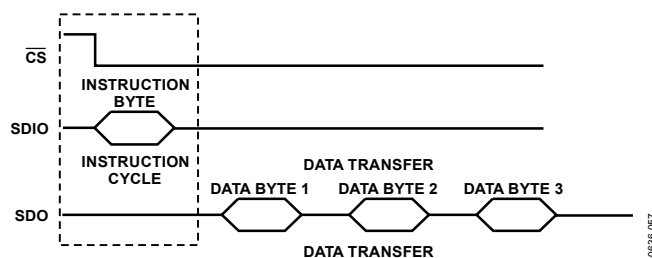 CS
INSTRUCTION
BYTE
SDIO
INSTRUCTION
CYCLE
DATA TRANSFER
DATA BYTE 1 DATA BYTE 2 DATA BYTE 3
SDO
DATA TRANSFER